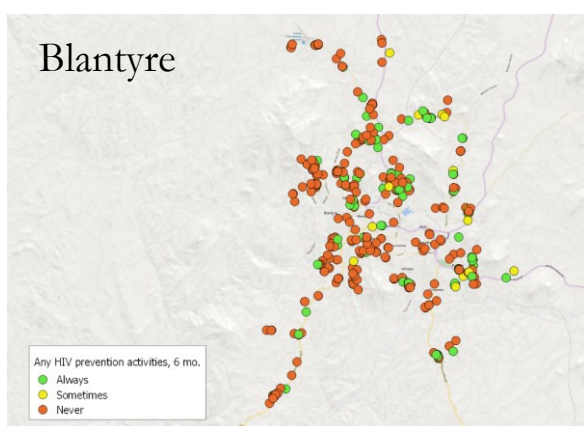 Blantyre
Any HIV prevention activities, 6 mo.
Always
Sometimes
Never